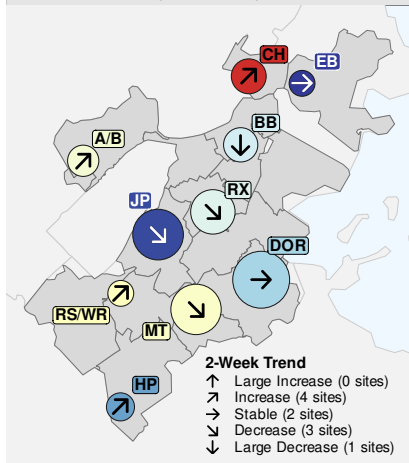 CH
EB
BB
A/B
RX
JP
DOR
RS/WR
MT
HP
2-Week Trend
↑ Large Increase (0 sites)
↗ Increase (4 sites)
→ Stable (2 sites)
↘ Decrease (3 sites)
↓ Large Decrease (1 sites)